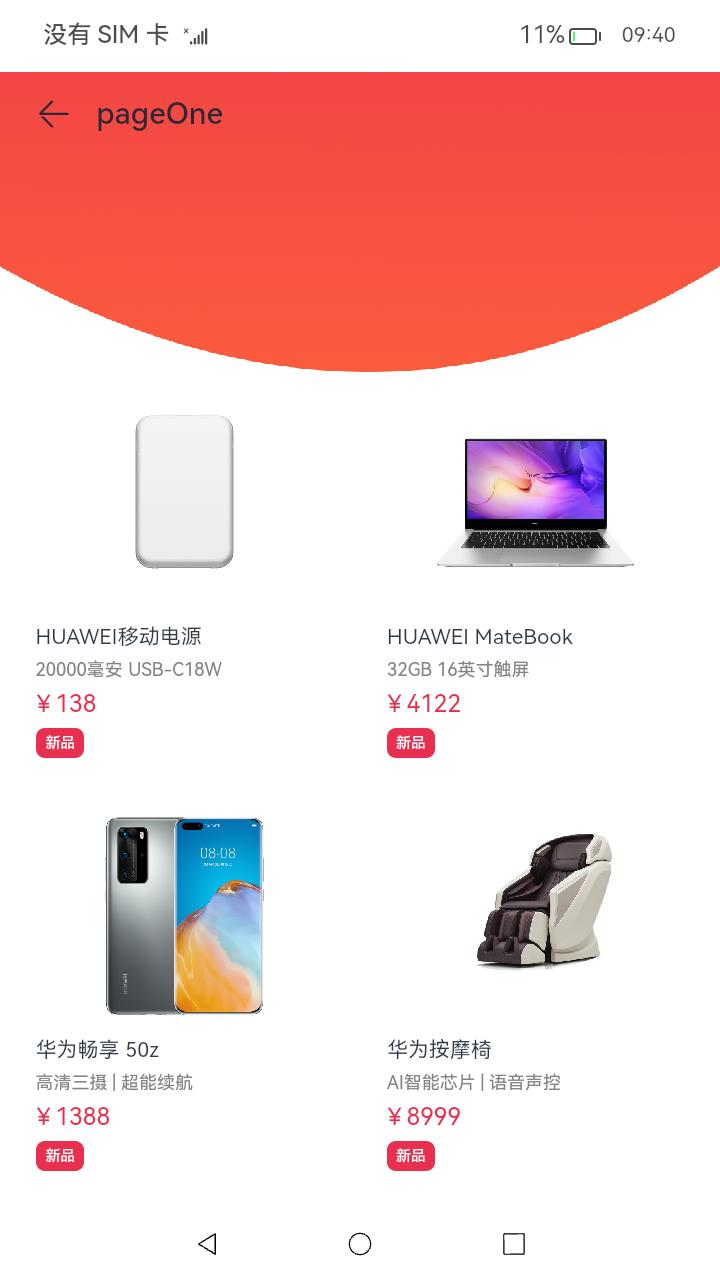 没有 SIM 卡
11%
09:40
pageOne
HUAWEI移动电源
20000毫安 USB-C18W
¥138
新品
HUAWEI MateBook
32GB 16英寸触屏
¥4122
新品
08-08
华为畅享 50z
高清三摄 | 超能续航
¥1388
新品
华为按摩椅
AI智能芯片 | 语音声控
¥8999
新品